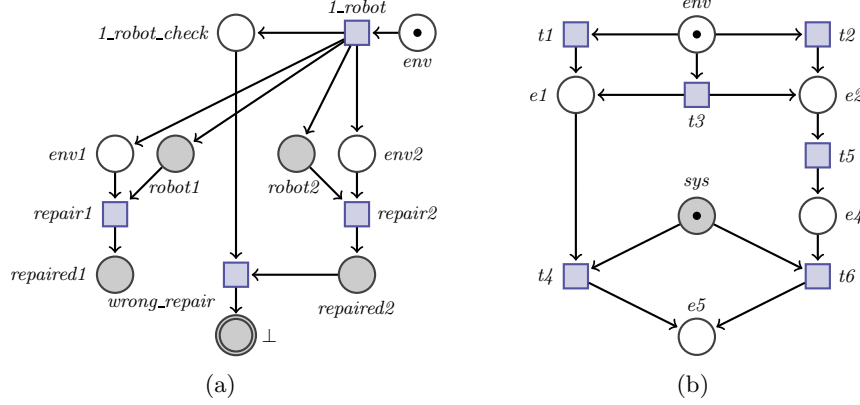 1_robot_check
1_robot
env
env1
robot1
robot2
env2
repair1
repair2
repaired1
wrong_repair
repaired2
⊥
(a)
env
t1
t2
e1
e2
t3
t5
sys
e4
t4
t6
e5
(b)